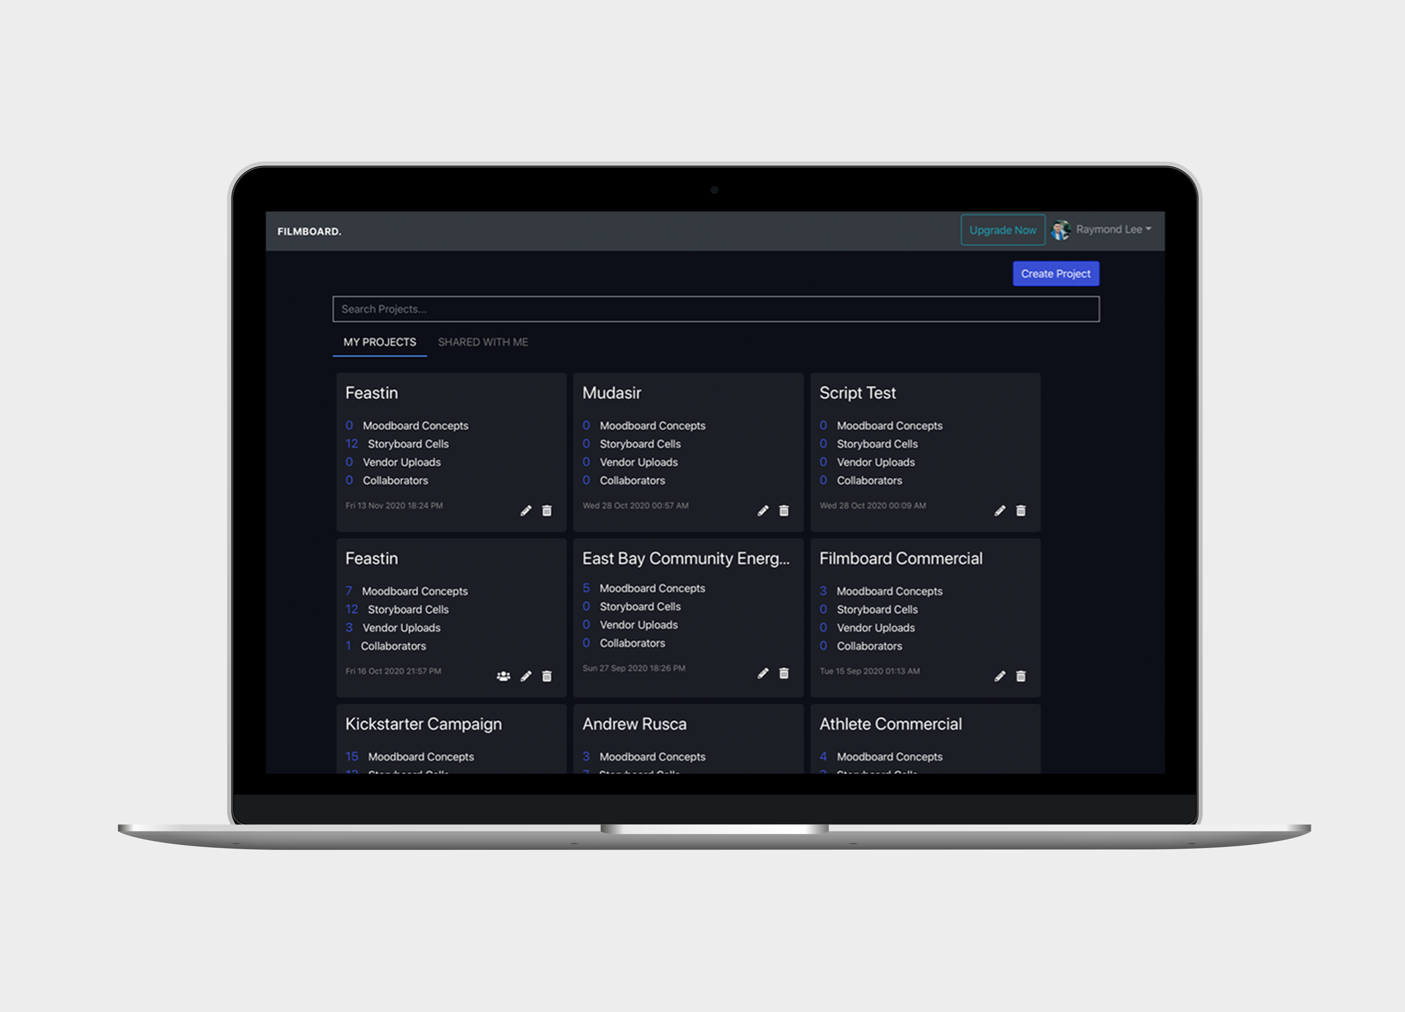 FILMBOARD.
Upgrade Now
Raymond Lee
Create Project
Search Projects...
MY PROJECTS SHARED WITH ME
Feastin
0 Moodboard Concepts
12 Storyboard Cells
0 Vendor Uploads
0 Collaborators
Fri 13 Nov 2020 18:24 PM
Mudasir
0 Moodboard Concepts
0 Storyboard Cells
0 Vendor Uploads
0 Collaborators
Wed 28 Oct 2020 00:57 AM
Script Test
0 Moodboard Concepts
0 Storyboard Cells
0 Vendor Uploads
0 Collaborators
Wed 28 Oct 2020 00:09 AM
Feastin
7 Moodboard Concepts
12 Storyboard Cells
3 Vendor Uploads
1 Collaborators
Fri 16 Oct 2020 21:57 PM
East Bay Community Energ...
5 Moodboard Concepts
0 Storyboard Cells
0 Vendor Uploads
0 Collaborators
Sun 27 Sep 2020 18:26 PM
Filmboard Commercial
3 Moodboard Concepts
0 Storyboard Cells
0 Vendor Uploads
0 Collaborators
Tue 15 Sep 2020 01:13 AM
Kickstarter Campaign
15 Moodboard Concepts
Storyboard Cells
Andrew Rusca
3 Moodboard Concepts
Storyboard Cells
Athlete Commercial
4 Moodboard Concepts
Storyboard Cells